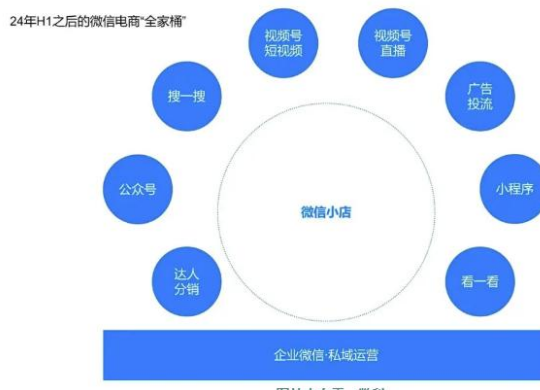 24年H1之后的微信电商“全家桶”
视频号
短视频
视频号
直播
搜一搜
广告
投流
公众号
微信小店
小程序
达人
分销
看一看
企业微信·私域运营